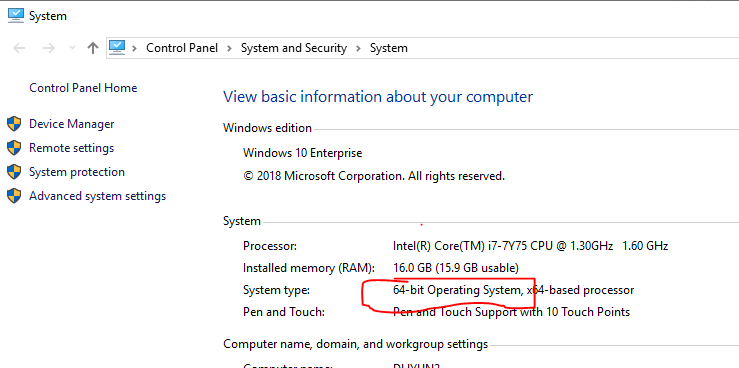 System
Control Panel > System and Security > System
Control Panel Home
Device Manager
Remote settings
System protection
Advanced system settings
View basic information about your computer
Windows edition
Windows 10 Enterprise
© 2018 Microsoft Corporation. All rights reserved.
System
Processor: Intel(R) Core(TM) i7-7Y75 CPU @ 1.30GHz 1.60 GHz
Installed memory (RAM): 16.0 GB (15.9 GB usable)
System type: 64-bit Operating System, x64-based processor
Pen and Touch: Pen and Touch Support with 10 Touch Points
Computer name, domain, and workgroup settings
Computer name: